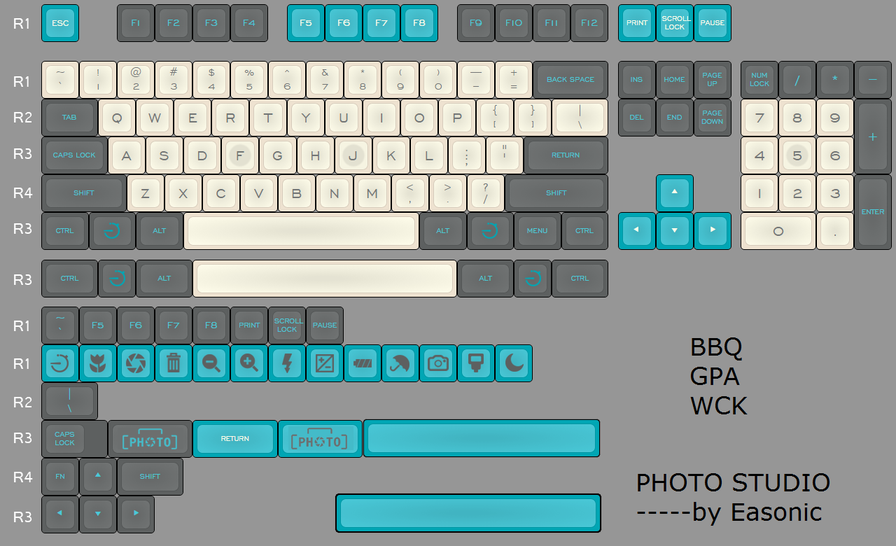 R1 ESC F1 F2 F3 F4 F5 F6 F7 F8 F9 F10 F11 F12 PRINT SCROLL LOCK PAUSE
R1 ~ ` ! 1 @ 2 # 3 $ 4 % 5 ^ 6 & 7 * 8 ( 9 ) 0 — – + = BACK SPACE INS HOME PAGE UP NUM LOCK / * —
R2 TAB Q W E R T Y U I O P { [ } ] | \ DEL END PAGE DOWN 7 8 9 +
R3 CAPS LOCK A S D F G H J K L : ; " ' RETURN 4 5 6
R4 SHIFT Z X C V B N M < , > . ? / SHIFT 1 2 3 ENTER
R3 CTRL ALT ALT MENU CTRL 0 .
R3 CTRL ALT ALT CTRL
R1 ~ ` F5 F6 F7 F8 PRINT SCROLL LOCK PAUSE
R1
R2 | \
R3 CAPS LOCK [PHOTO] RETURN [PHOTO]
R4 FN SHIFT
R3
BBQ
GPA
WCK
PHOTO STUDIO
-----by Easonic